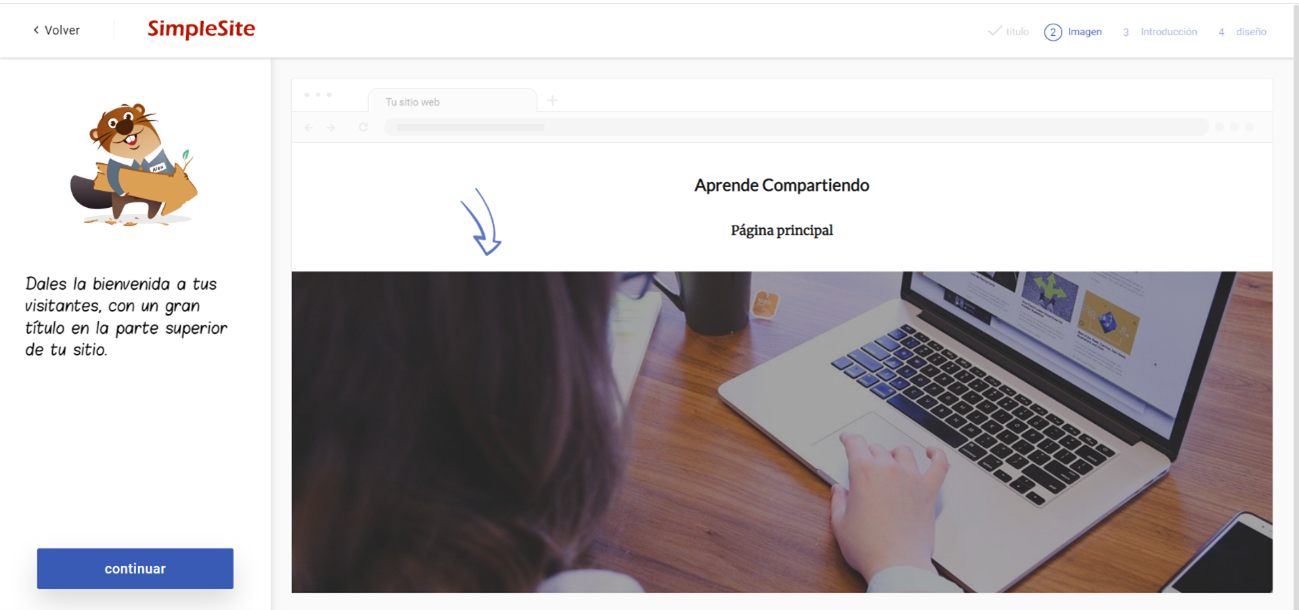 < Volver
SimpleSite
título
2 Imagen
3 Introducción
4 diseño
Tu sitio web
Aprende Compartiendo
Página principal
Alex
Dales la bienvenida a tus
visitantes, con un gran
título en la parte superior
de tu sitio.
continuar